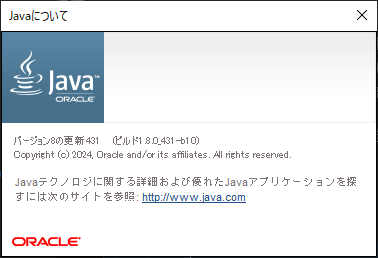 Javaについて
Java™
ORACLE
バージョン8の更新431 (ビルド1.8.0_431-b10)
Copyright (c) 2024, Oracle and/or its affiliates. All rights reserved.
Javaテクノロジに関する詳細および優れたJavaアプリケーションを探
すには次のサイトを参照: http://www.java.com
ORACLE®